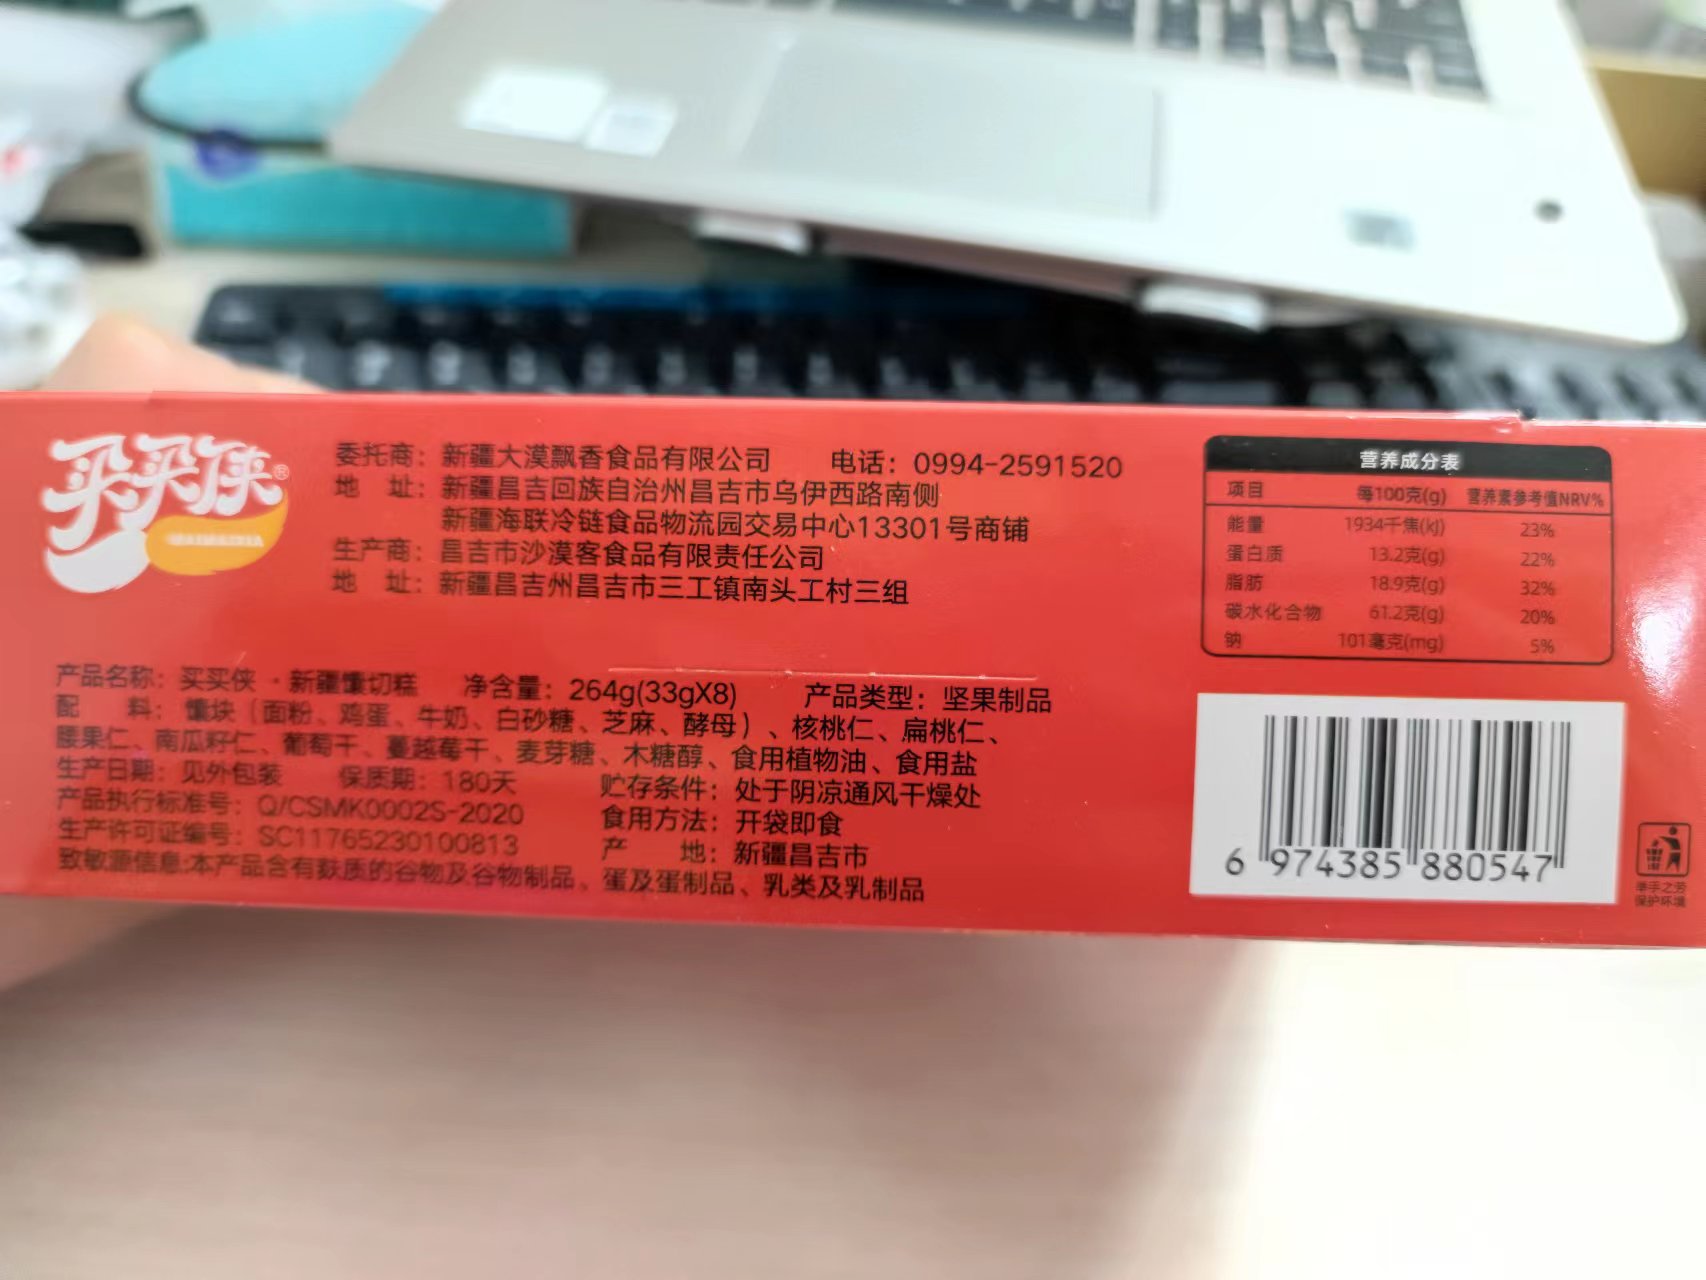 买买侠®
委托商：新疆大漠飘香食品有限公司 电话：0994-2591520
地 址：新疆昌吉回族自治州昌吉市乌伊西路南侧
新疆海联冷链食品物流园交易中心13301号商铺
生产商：昌吉市沙漠客食品有限责任公司
地 址：新疆昌吉州昌吉市三工镇南头工村三组
产品名称：买买侠·新疆馕切糕 净含量：264g(33gX8) 产品类型：坚果制品
配 料：馕块（面粉、鸡蛋、牛奶、白砂糖、芝麻、酵母）、核桃仁、扁桃仁、
腰果仁、南瓜籽仁、葡萄干、蔓越莓干、麦芽糖、木糖醇、食用植物油、食用盐
生产日期：见外包装 保质期：180天 贮存条件：处于阴凉通风干燥处
产品执行标准号：Q/CSMK0002S-2020 食用方法：开袋即食
生产许可证编号：SC11765230100813 产 地：新疆昌吉市
致敏源信息:本产品含有麸质的谷物及谷物制品、蛋及蛋制品、乳类及乳制品
营养成分表
项目 每100克(g) 营养素参考值NRV%
能量 1934千焦(kJ) 23%
蛋白质 13.2克(g) 22%
脂肪 18.9克(g) 32%
碳水化合物 61.2克(g) 20%
钠 101毫克(mg) 5%
6 974385 880547
举手之劳
保护环境